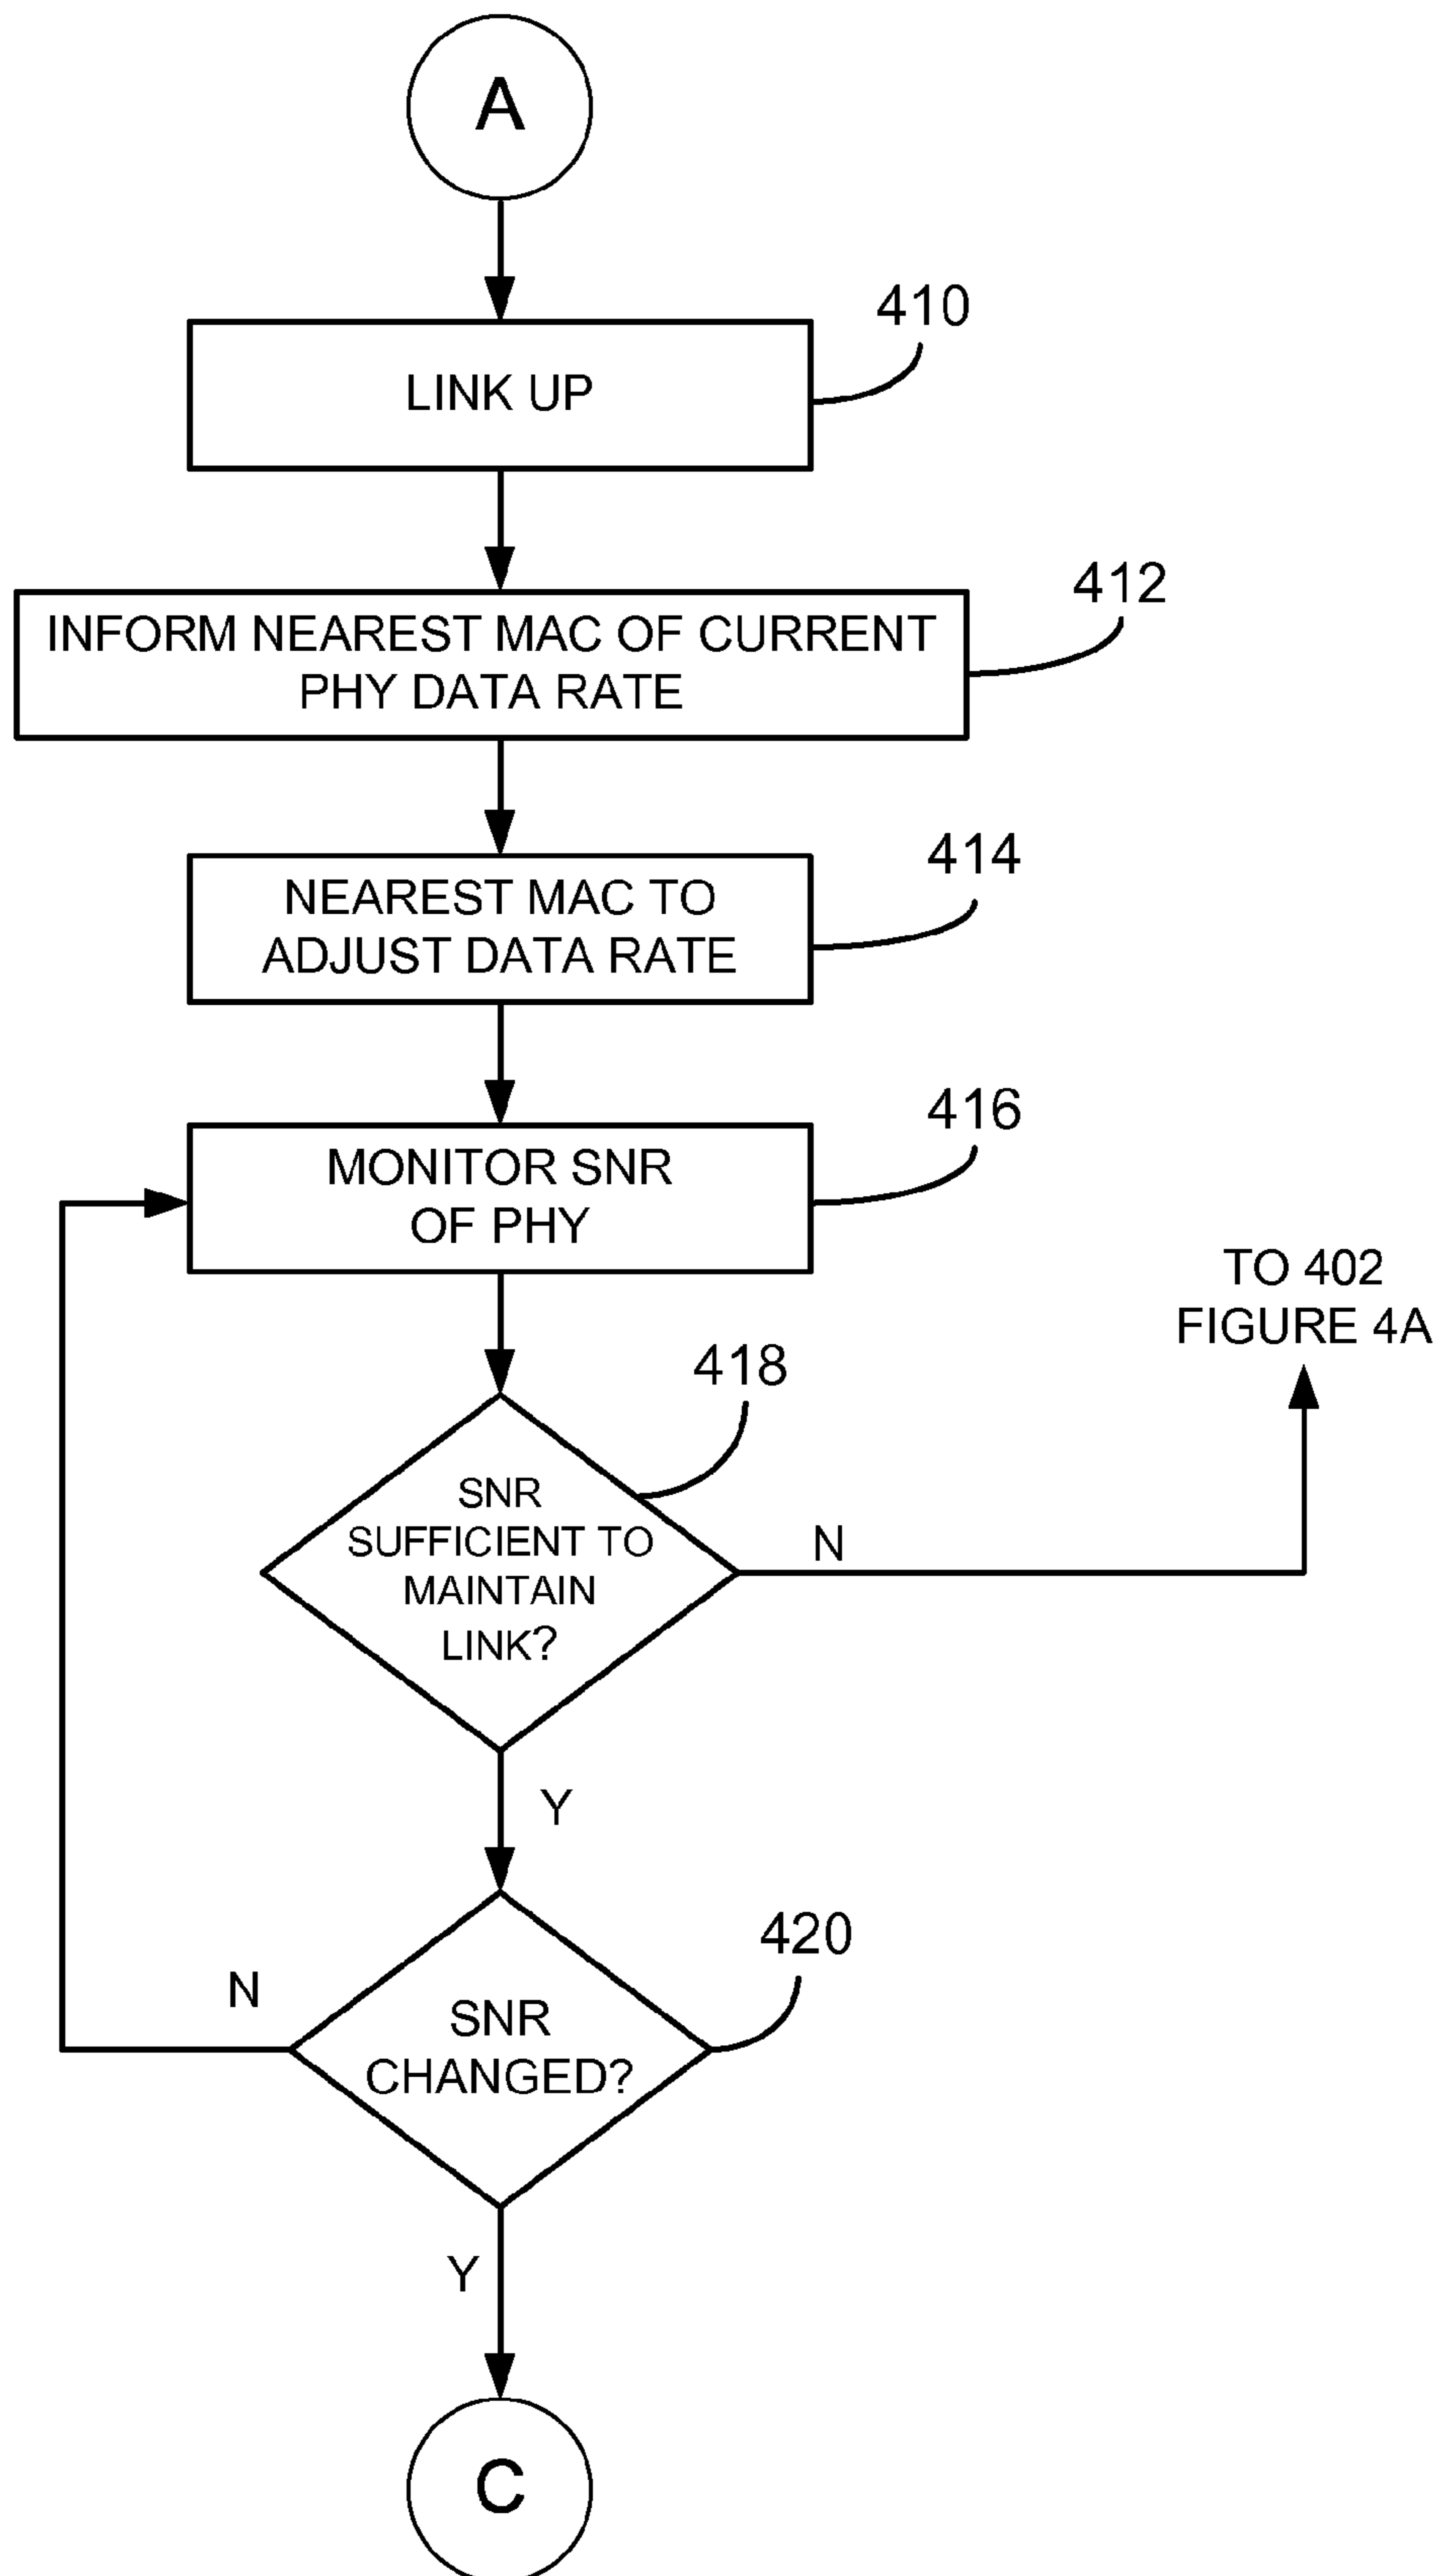 A
410
LINK UP
412
INFORM NEAREST MAC OF CURRENT
PHY DATA RATE
414
NEAREST MAC TO
ADJUST DATA RATE
416
MONITOR SNR
OF PHY
TO 402
FIGURE 4A
418
SNR
SUFFICIENT TO
MAINTAIN
LINK?
N
Y
420
N
SNR
CHANGED?
Y
C